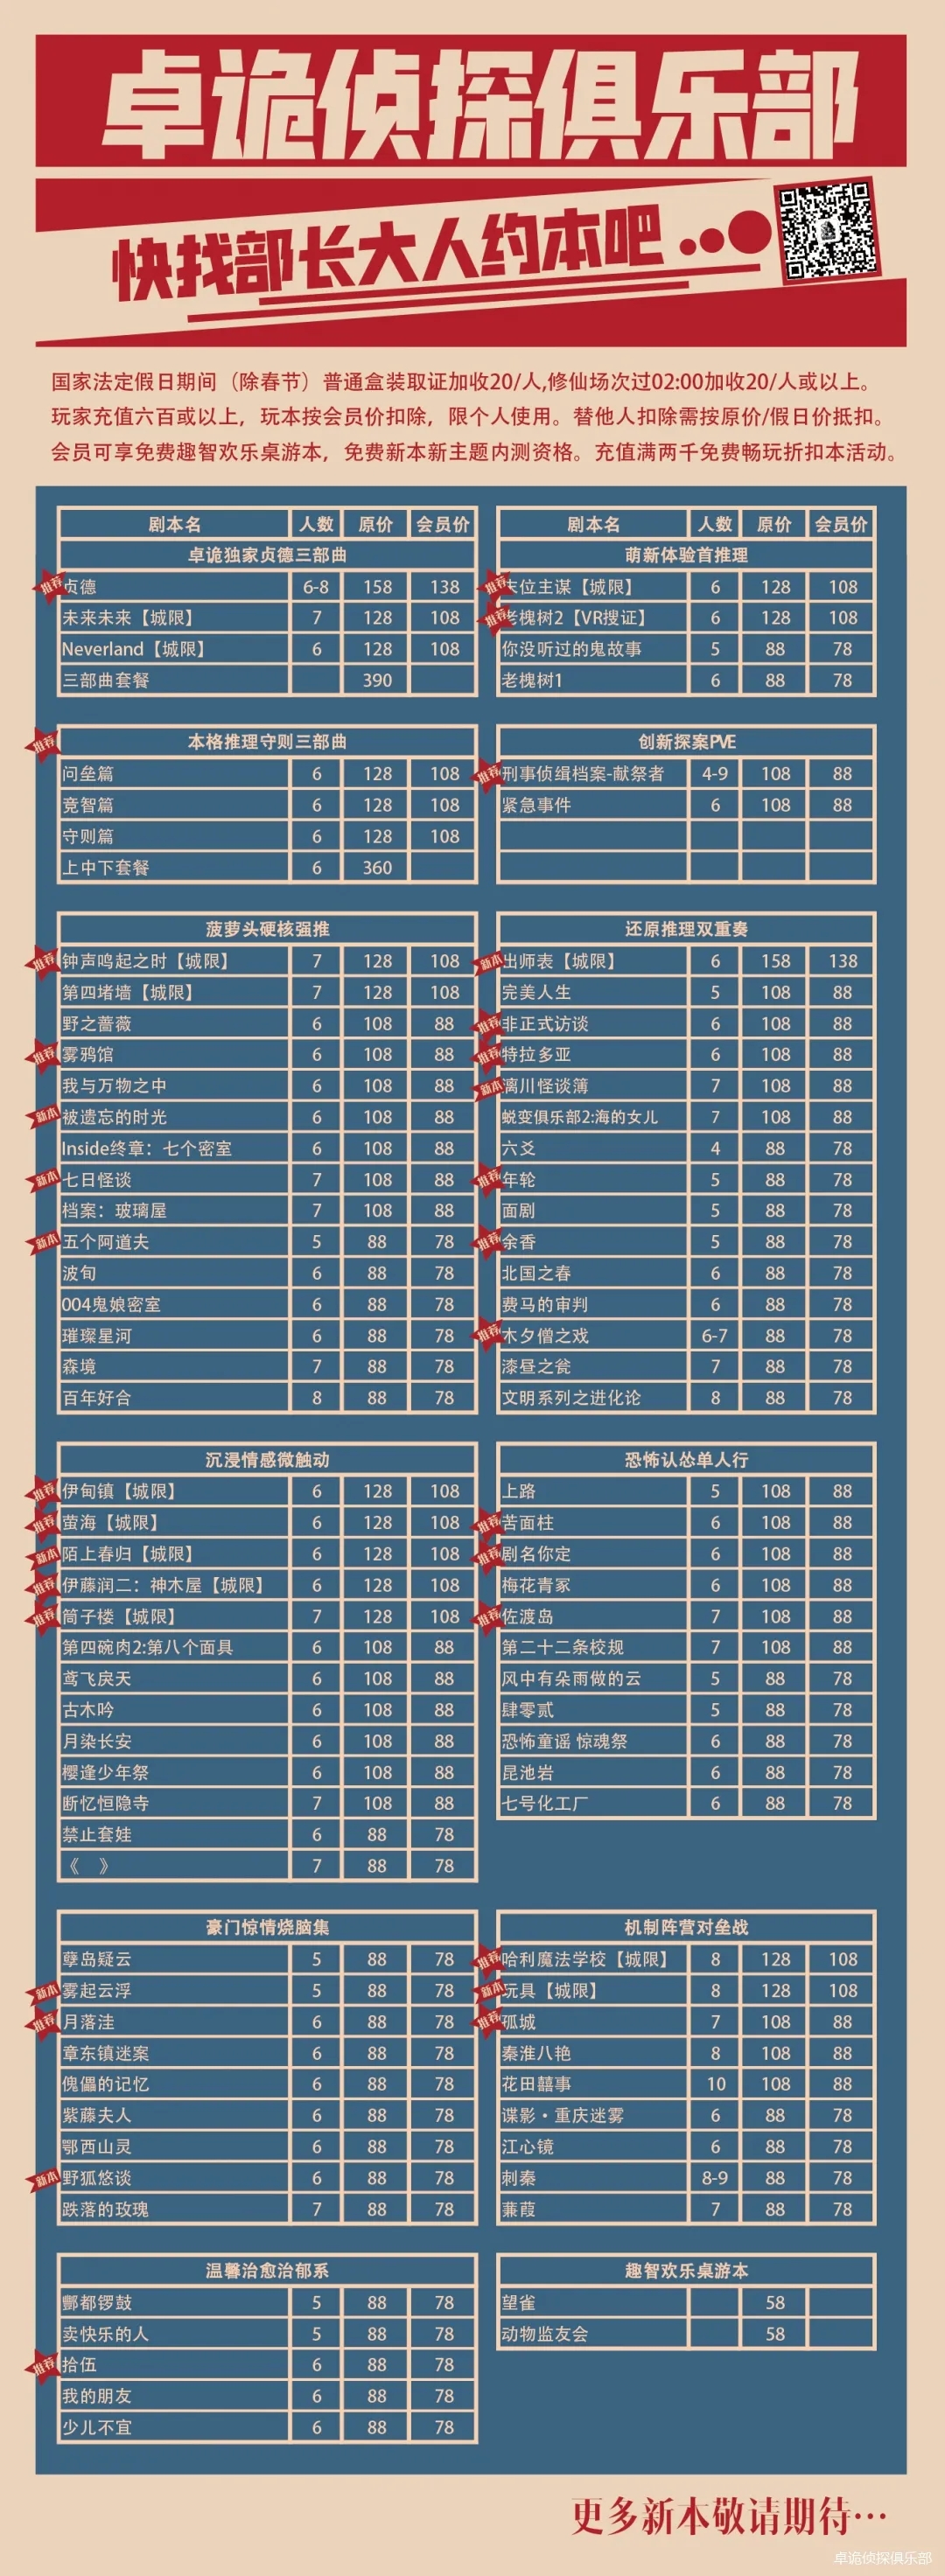 卓诡侦探俱乐部
快找部长大人约本吧
国家法定假日期间（除春节）普通盒装取证加收20/人,修仙场次过02:00加收20/人或以上。
玩家充值六百或以上，玩本按会员价扣除，限个人使用。替他人扣除需按原价/假日价抵扣。
会员可享免费趣智欢乐桌游本，免费新本新主题内测资格。充值满两千免费畅玩折扣本活动。
剧本名 人数 原价 会员价
卓诡独家贞德三部曲
推荐 贞德 6-8 158 138
未来未来【城限】 7 128 108
Neverland【城限】 6 128 108
三部曲套餐 390
剧本名 人数 原价 会员价
萌新体验首推理
推荐 末位主谋【城限】 6 128 108
推荐 老槐树2【VR搜证】 6 128 108
你没听过的鬼故事 5 88 78
老槐树1 6 88 78
推荐 本格推理守则三部曲
问垒篇 6 128 108
竞智篇 6 128 108
守则篇 6 128 108
上中下套餐 6 360
创新探案PVE
推荐 刑事侦缉档案-献祭者 4-9 108 88
紧急事件 6 108 88
菠萝头硬核强推
推荐 钟声鸣起之时【城限】 7 128 108
第四堵墙【城限】 7 128 108
野之蔷薇 6 108 88
推荐 雾鸦馆 6 108 88
我与万物之中 6 108 88
新本 被遗忘的时光 6 108 88
Inside终章：七个密室 6 108 88
新本 七日怪谈 7 108 88
档案：玻璃屋 7 108 88
新本 五个阿道夫 5 88 78
波旬 6 88 78
004鬼娘密室 6 88 78
璀璨星河 6 88 78
森境 7 88 78
百年好合 8 88 78
还原推理双重奏
新本 出师表【城限】 6 158 138
完美人生 5 108 88
推荐 非正式访谈 6 108 88
推荐 特拉多亚 6 108 88
新本 漓川怪谈簿 7 108 88
蜕变俱乐部2:海的女儿 7 108 88
六爻 4 88 78
推荐 年轮 5 88 78
面剧 5 88 78
推荐 余香 5 88 78
北国之春 6 88 78
费马的审判 6 88 78
推荐 木夕僧之戏 6-7 88 78
漆昼之瓮 7 88 78
文明系列之进化论 8 88 78
沉浸情感微触动
推荐 伊甸镇【城限】 6 128 108
推荐 萤海【城限】 6 128 108
新本 陌上春归【城限】 6 128 108
推荐 伊藤润二：神木屋【城限】 6 128 108
推荐 筒子楼【城限】 7 128 108
第四碗肉2:第八个面具 6 108 88
鸢飞戾天 6 108 88
古木吟 6 108 88
月染长安 6 108 88
樱逢少年祭 6 108 88
断忆恒隐寺 7 108 88
禁止套娃 6 88 78
《 》 7 88 78
恐怖认怂单人行
上路 5 108 88
推荐 苦面柱 6 108 88
推荐 剧名你定 6 108 88
梅花青冢 6 108 88
推荐 佐渡岛 7 108 88
第二十二条校规 7 108 88
风中有朵雨做的云 5 88 78
肆零贰 5 88 78
恐怖童谣 惊魂祭 6 88 78
昆池岩 6 88 78
七号化工厂 6 88 78
豪门惊情烧脑集
孽岛疑云 5 88 78
新本 雾起云浮 5 88 78
推荐 月落洼 6 88 78
章东镇迷案 6 88 78
傀儡的记忆 6 88 78
紫藤夫人 6 88 78
鄂西山灵 6 88 78
新本 野狐悠谈 6 88 78
跌落的玫瑰 7 88 78
机制阵营对垒战
推荐 哈利魔法学校【城限】 8 128 108
新本 玩具【城限】 8 128 108
推荐 孤城 7 108 88
秦淮八艳 8 108 88
花田囍事 10 108 88
谍影·重庆迷雾 6 88 78
江心镜 6 88 78
刺秦 8-9 88 78
蒹葭 7 88 78
温馨治愈治郁系
酆都锣鼓 5 88 78
卖快乐的人 5 88 78
推荐 拾伍 6 88 78
我的朋友 6 88 78
少儿不宜 6 88 78
趣智欢乐桌游本
望雀 58
动物监友会 58
更多新本敬请期待…
卓诡侦探俱乐部